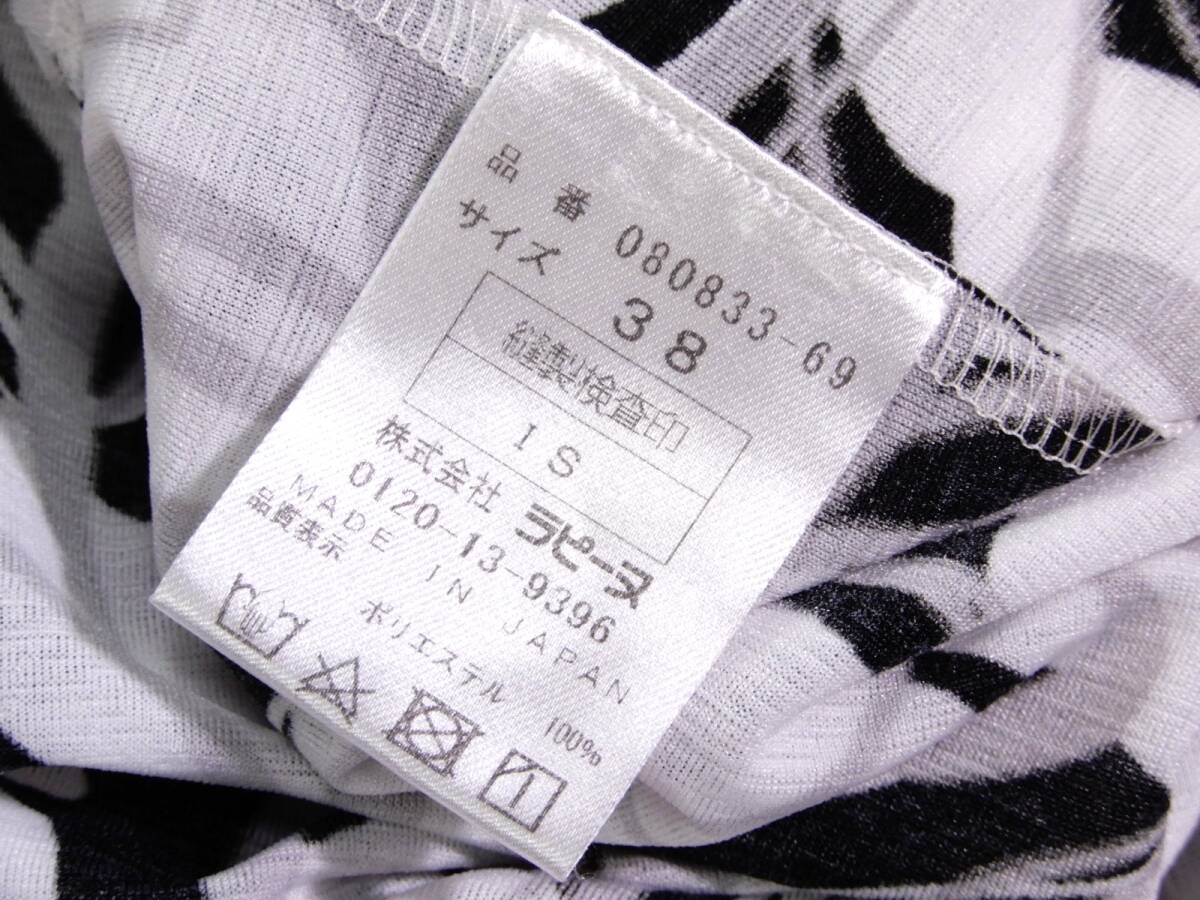 品番 080833-69
サイズ 38
縫製検査印
IS
株式会社 ラピーヌ
0120-13-9396
MADE IN JAPAN
品質表示
ポリエステル 100%